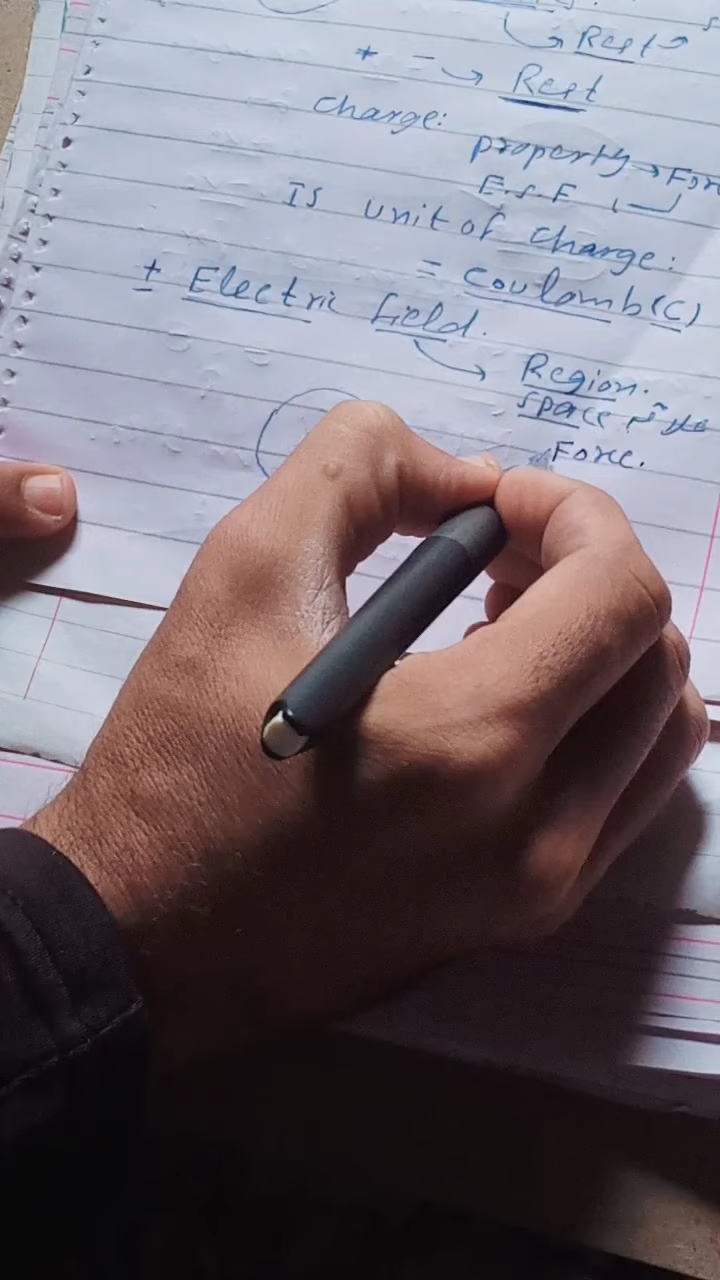 Rest
+ - → Rest
Charge:
property → For
E.S.F
Is unit of charge:
= coulomb(C)
± Electric field.
Region.
space
Force.